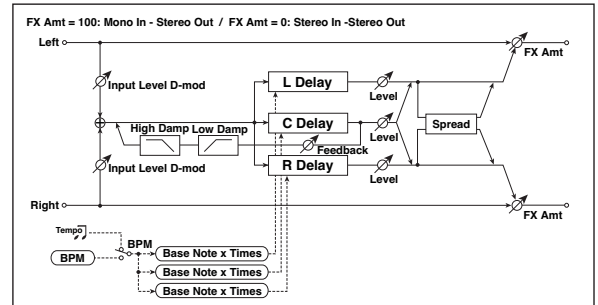 FX Amt = 100: Mono In - Stereo Out / FX Amt = 0: Stereo In -Stereo Out
Left
FX Amt
Input Level D-mod
L Delay
Level
High Damp
Low Damp
C Delay
Level
Spread
Feedback
Input Level D-mod
R Delay
Level
Right
FX Amt
Tempo
BPM
BPM
Base Note x Times
Base Note x Times
Base Note x Times